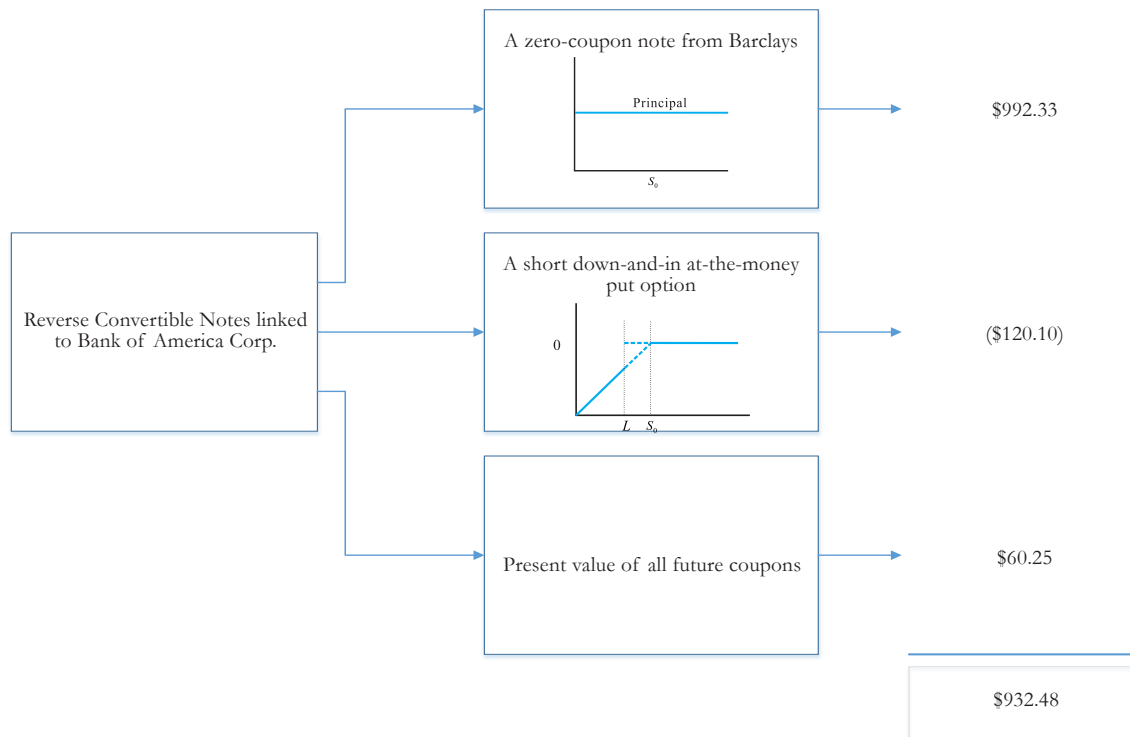 A zero-coupon note from Barclays
Principal
S₀
$992.33
Reverse Convertible Notes linked
to Bank of America Corp.
A short down-and-in at-the-money
put option
0
L S₀
($120.10)
Present value of all future coupons
$60.25
$932.48